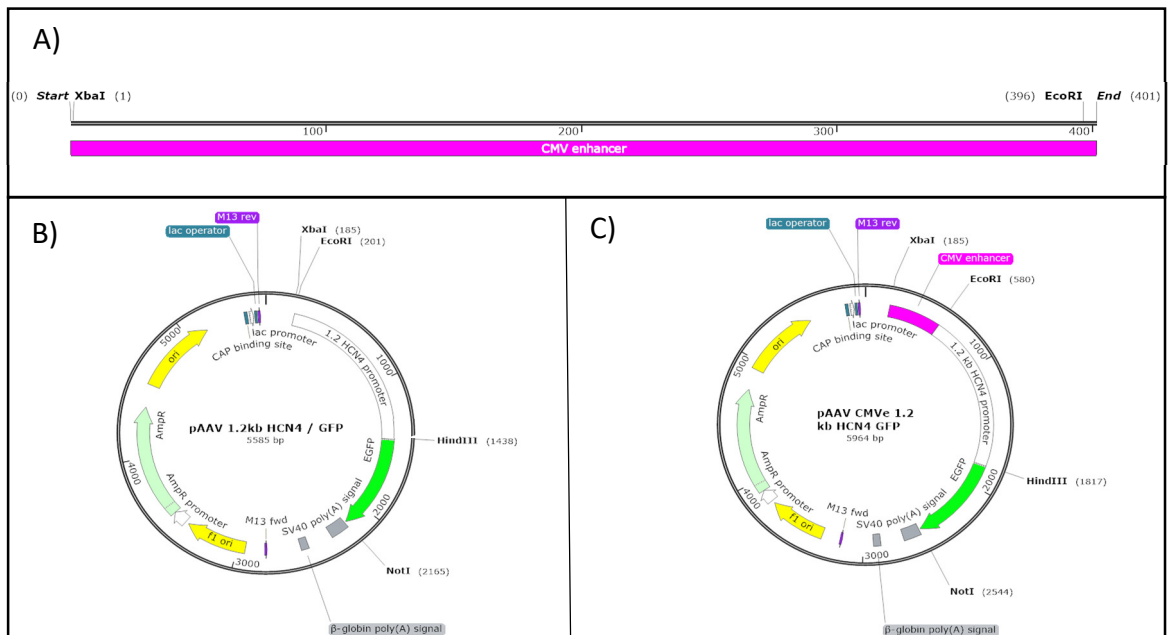 A)
(0) Start XbaI (1)
(396) EcoRI End (401)
100
200
300
400
CMV enhancer
B)
M13 rev
lac operator
XbaI (185)
EcoRI (201)
lac promoter
CAP binding site
1.2 HCN4 promoter
1000
5000
ori
AmpR
pAAV 1.2kb HCN4 / GFP
5585 bp
HindIII (1438)
EGFP
4000
2000
AmpR promoter
M13 fwd
SV40 poly(A) signal
f1 ori
3000
NotI (2165)
β-globin poly(A) signal
C)
lac operator
M13 rev
XbaI (185)
CMV enhancer
EcoRI (580)
lac promoter
CAP binding site
1.2 kb HCN4 promoter
1000
5000
ori
AmpR
pAAV CMVe 1.2
kb HCN4 GFP
5964 bp
EGFP
HindIII (1817)
2000
4000
AmpR promoter
M13 fwd
SV40 poly(A) signal
f1 ori
3000
NotI (2544)
β-globin poly(A) signal